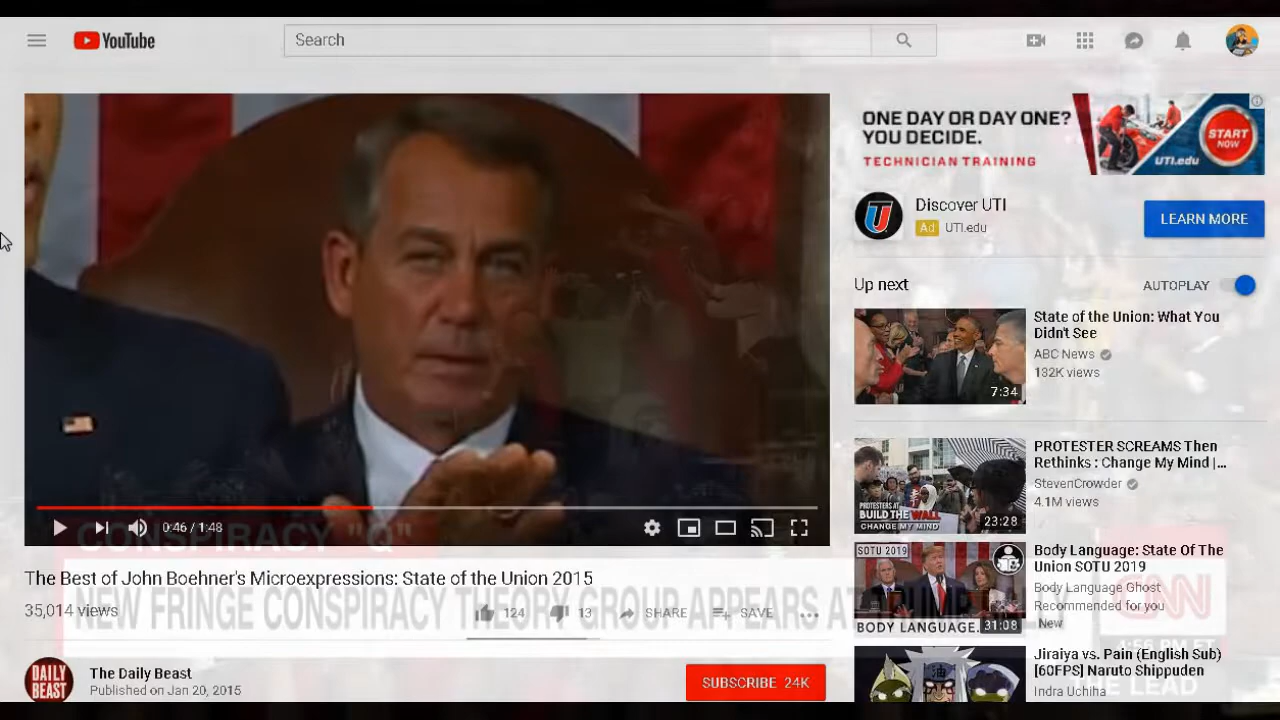 YouTube
Search
ONE DAY OR DAY ONE?
YOU DECIDE.
TECHNICIAN TRAINING
START
NOW
UTI.edu
Discover UTI
Ad UTI.edu
LEARN MORE
Up next
AUTOPLAY
State of the Union: What You
Didn't See
ABC News
132K views
7:34
PROTESTER SCREAMS Then
Rethinks : Change My Mind |...
StevenCrowder
4.1M views
PROTESTERS AT
BUILD THE WALL
CHANGE MY MIND
23:28
SOTU 2019
BODY LANGUAGE.
31:08
Body Language: State Of The
Union SOTU 2019
Body Language Ghost
Recommended for you
New
Jiraiya vs. Pain (English Sub)
[60FPS] Naruto Shippuden
Indra Uchiha
0:46 / 1:48
CONSPIRACY "Q"
The Best of John Boehner's Microexpressions: State of the Union 2015
35,014 views
124
13
SHARE
SAVE
NEW FRINGE CONSPIRACY THEORY GROUP APPEARS AT
CNN
4:56 PM ET
THE LEAD
DAILY
BEAST
The Daily Beast
Published on Jan 20, 2015
SUBSCRIBE 24K